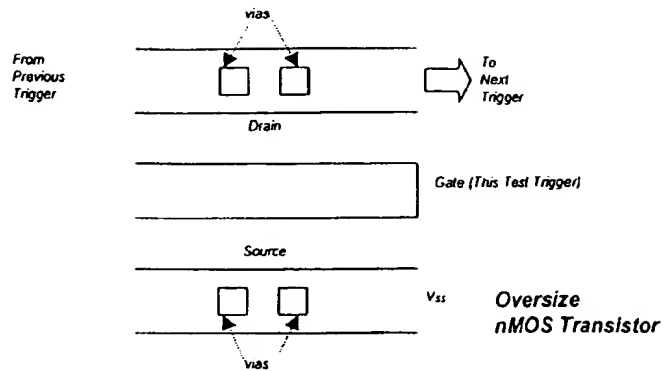 vias
From
Previous
Trigger
To
Next
Trigger
Drain
Gate (This Test Trigger)
Source
Vss
Oversize
nMOS Transistor
vias